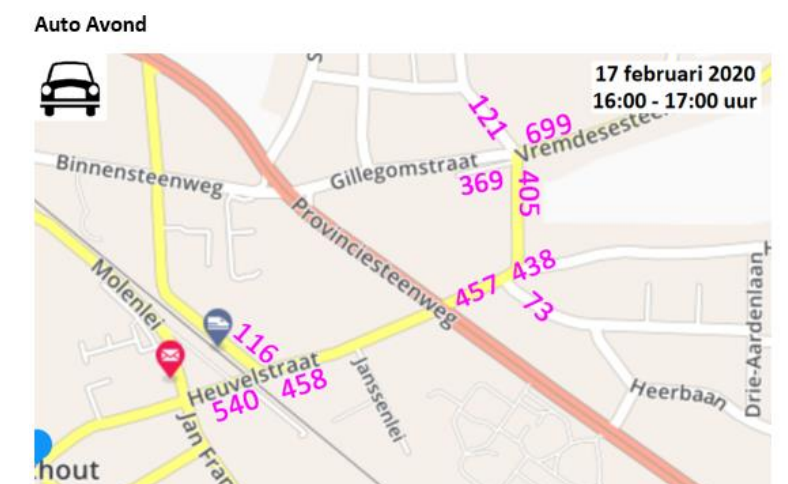 Auto Avond
17 februari 2020
16:00 - 17:00 uur
S
121
699
Vremdesestee
Binnensteenweg
Gillegomstraat
369
405
Provinciesteenweg
438
457
73
H
Molenlei
116
Heuvelstraat
458
540
Janssenlei
Heerbaan
Drie-Aardenlaan
Jan Fran
hout